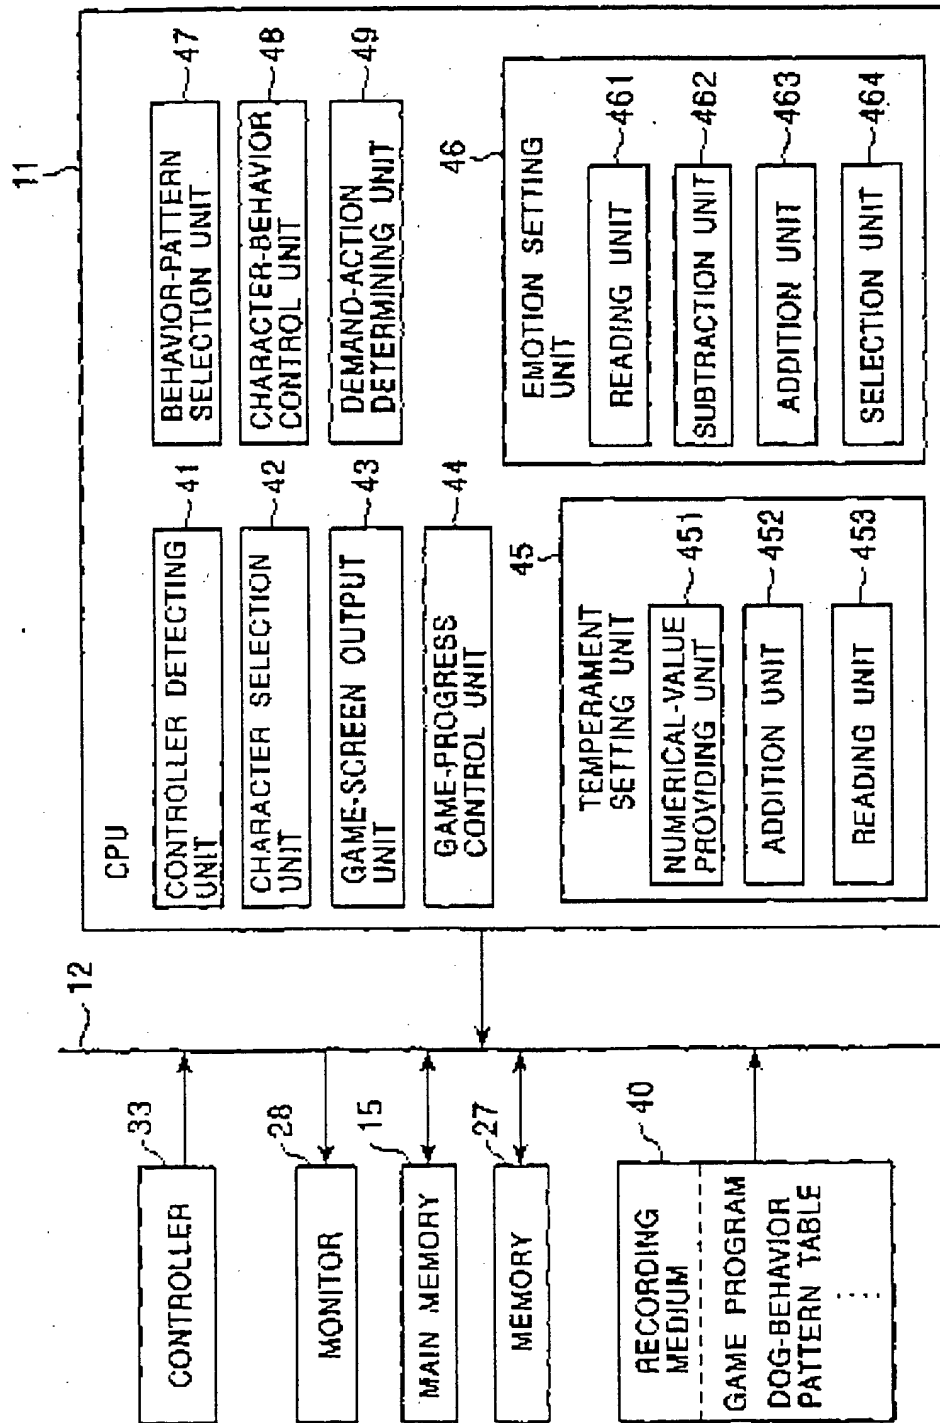 11
CPU
CONTROLLER DETECTING
UNIT
41
CHARACTER SELECTION
UNIT
42
GAME-SCREEN OUTPUT
UNIT
43
GAME-PROGRESS
CONTROL UNIT
44
BEHAVIOR-PATTERN
SELECTION UNIT
47
CHARACTER-BEHAVIOR
CONTROL UNIT
48
DEMAND-ACTION
DETERMINING UNIT
49
TEMPERAMENT
SETTING UNIT
45
NUMERICAL-VALUE
PROVIDING UNIT
451
ADDITION UNIT
452
READING UNIT
453
EMOTION SETTING
UNIT
46
READING UNIT
461
SUBTRACTION UNIT
462
ADDITION UNIT
463
SELECTION UNIT
464
12
CONTROLLER
33
MONITOR
28
MAIN MEMORY
15
MEMORY
27
40
RECORDING
MEDIUM
GAME PROGRAM
DOG-BEHAVIOR
PATTERN TABLE